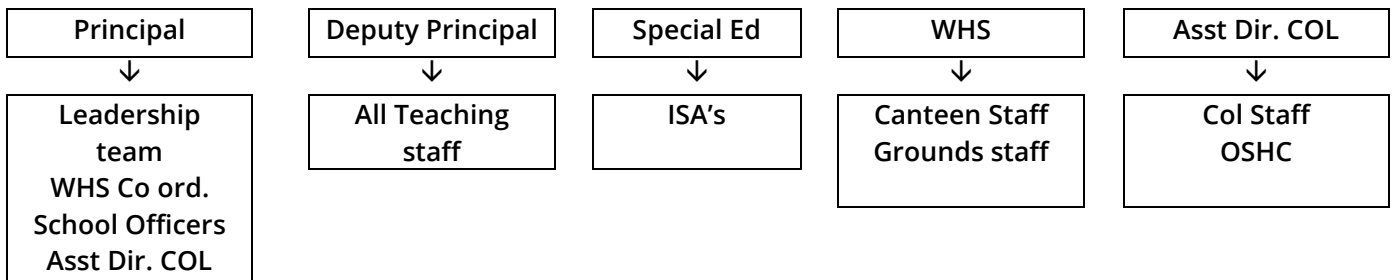 Principal
Deputy Principal
Special Ed
WHS
Asst Dir. COL
Leadership
team
WHS Co ord.
School Officers
Asst Dir. COL
All Teaching
staff
ISA's
Canteen Staff
Grounds staff
Col Staff
OSHC